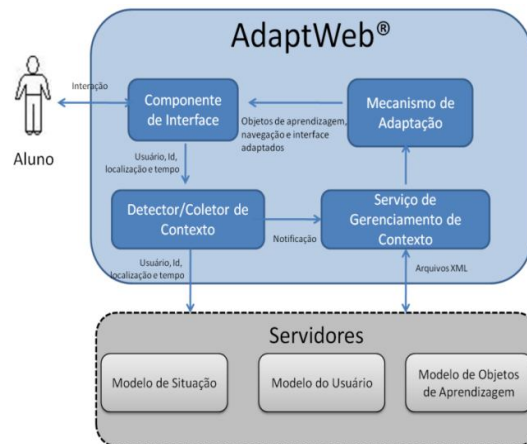 AdaptWeb®
Interação
Aluno
Componente
de Interface
Objetos de aprendizagem,
navegação e interface
adaptados
Mecanismo de
Adaptação
Usuário, Id,
localização e tempo
Detector/Coletor de
Contexto
Notificação
Serviço de
Gerenciamento de
Contexto
Usuário, Id,
localização e tempo
Arquivos XML
Servidores
Modelo de Situação
Modelo do Usuário
Modelo de Objetos
de Aprendizagem